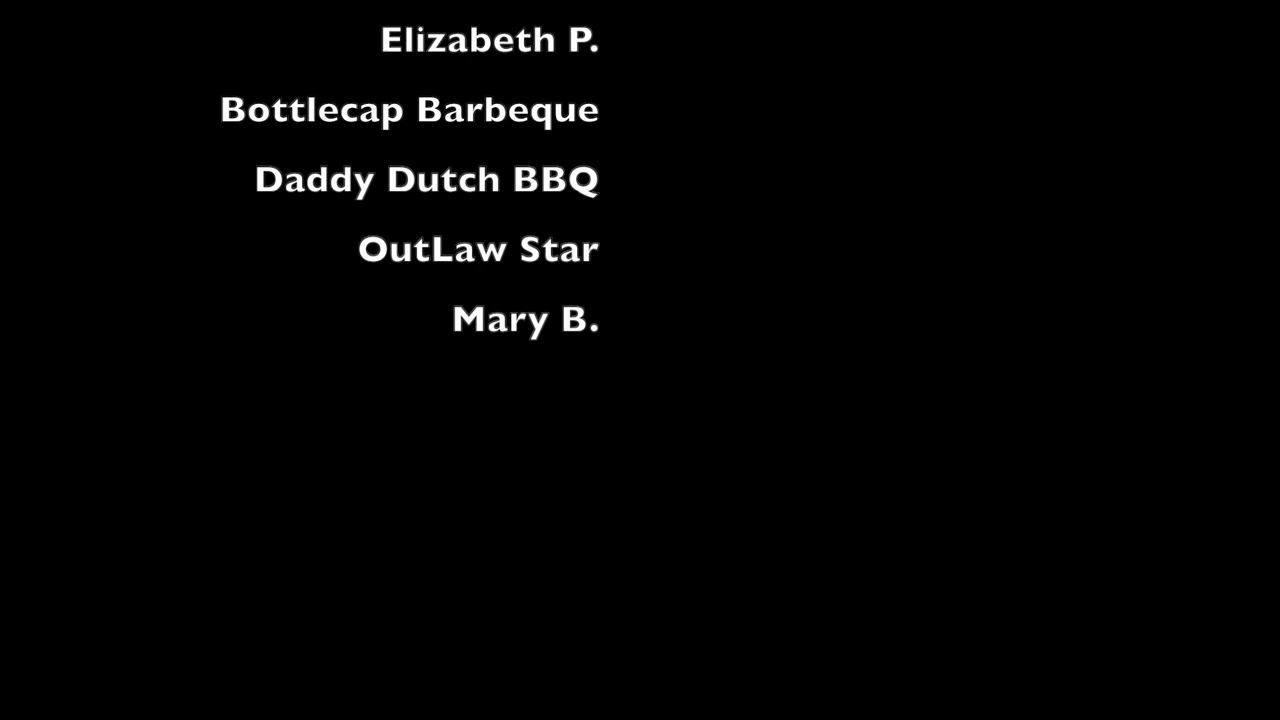 Elizabeth P.
Bottlecap Barbeque
Daddy Dutch BBQ
OutLaw Star
Mary B.